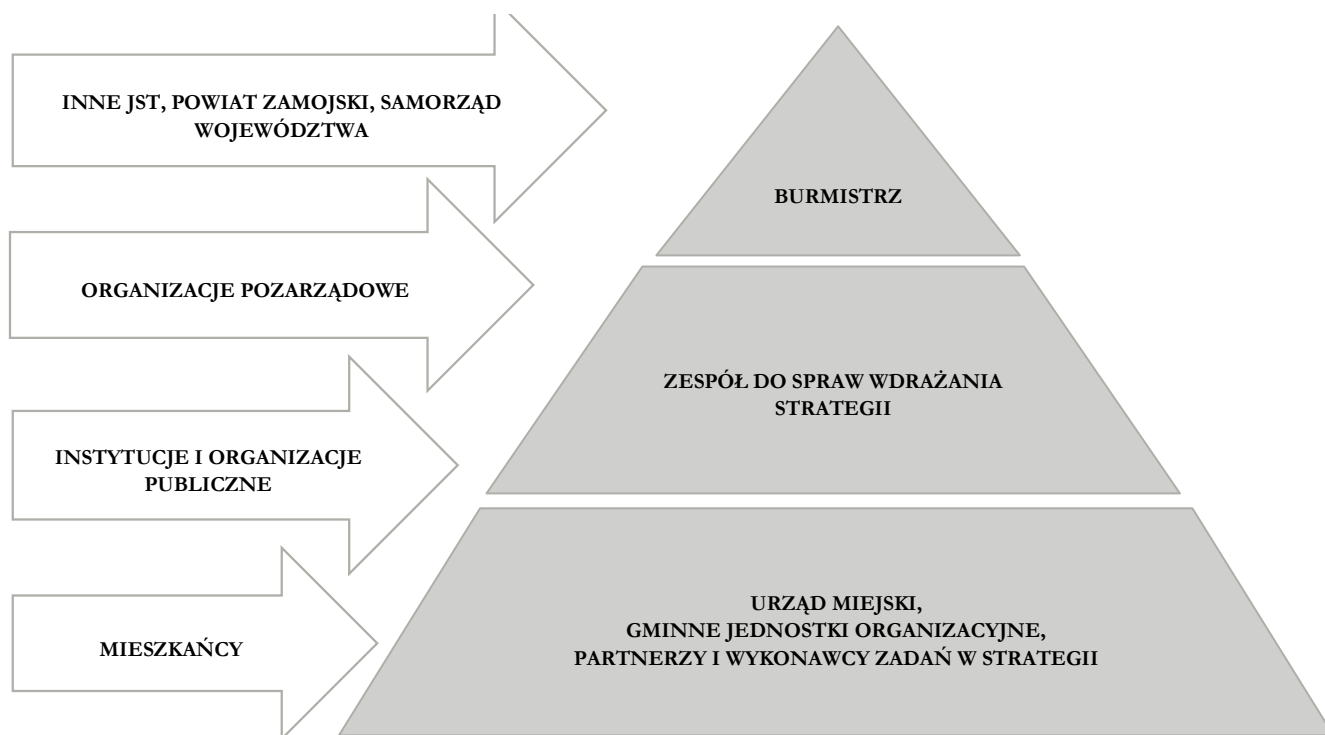 INNE JST, POWIAT ZAMOJSKI, SAMORZĄD
WOJEWÓDZTWA
BURMISTRZ
ORGANIZACJE POZARZĄDOWE
ZESPÓŁ DO SPRAW WDRAŻANIA
STRATEGII
INSTYTUCJE I ORGANIZACJE
PUBLICZNE
URZĄD MIEJSKI,
GMINNE JEDNOSTKI ORGANIZACYJNE,
PARTNERZY I WYKONAWCY ZADAŃ W STRATEGII
MIESZKAŃCY